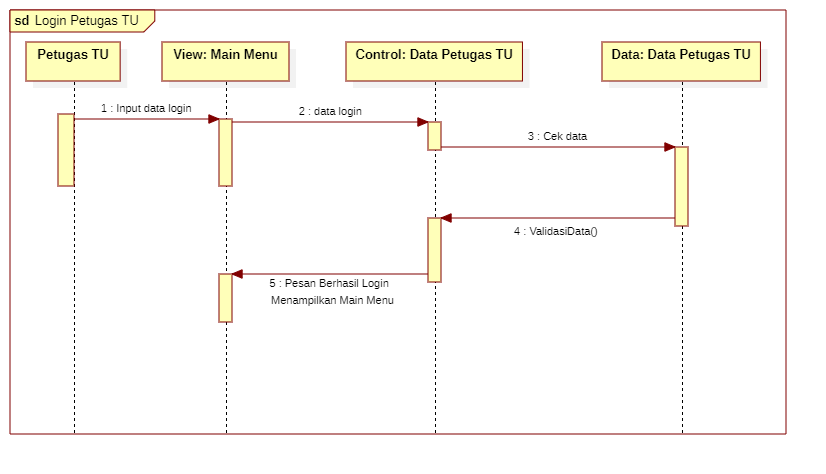 sd Login Petugas TU
Petugas TU
View: Main Menu
Control: Data Petugas TU
Data: Data Petugas TU
1 : Input data login
2 : data login
3 : Cek data
4 : ValidasiData()
5 : Pesan Berhasil Login
Menampilkan Main Menu